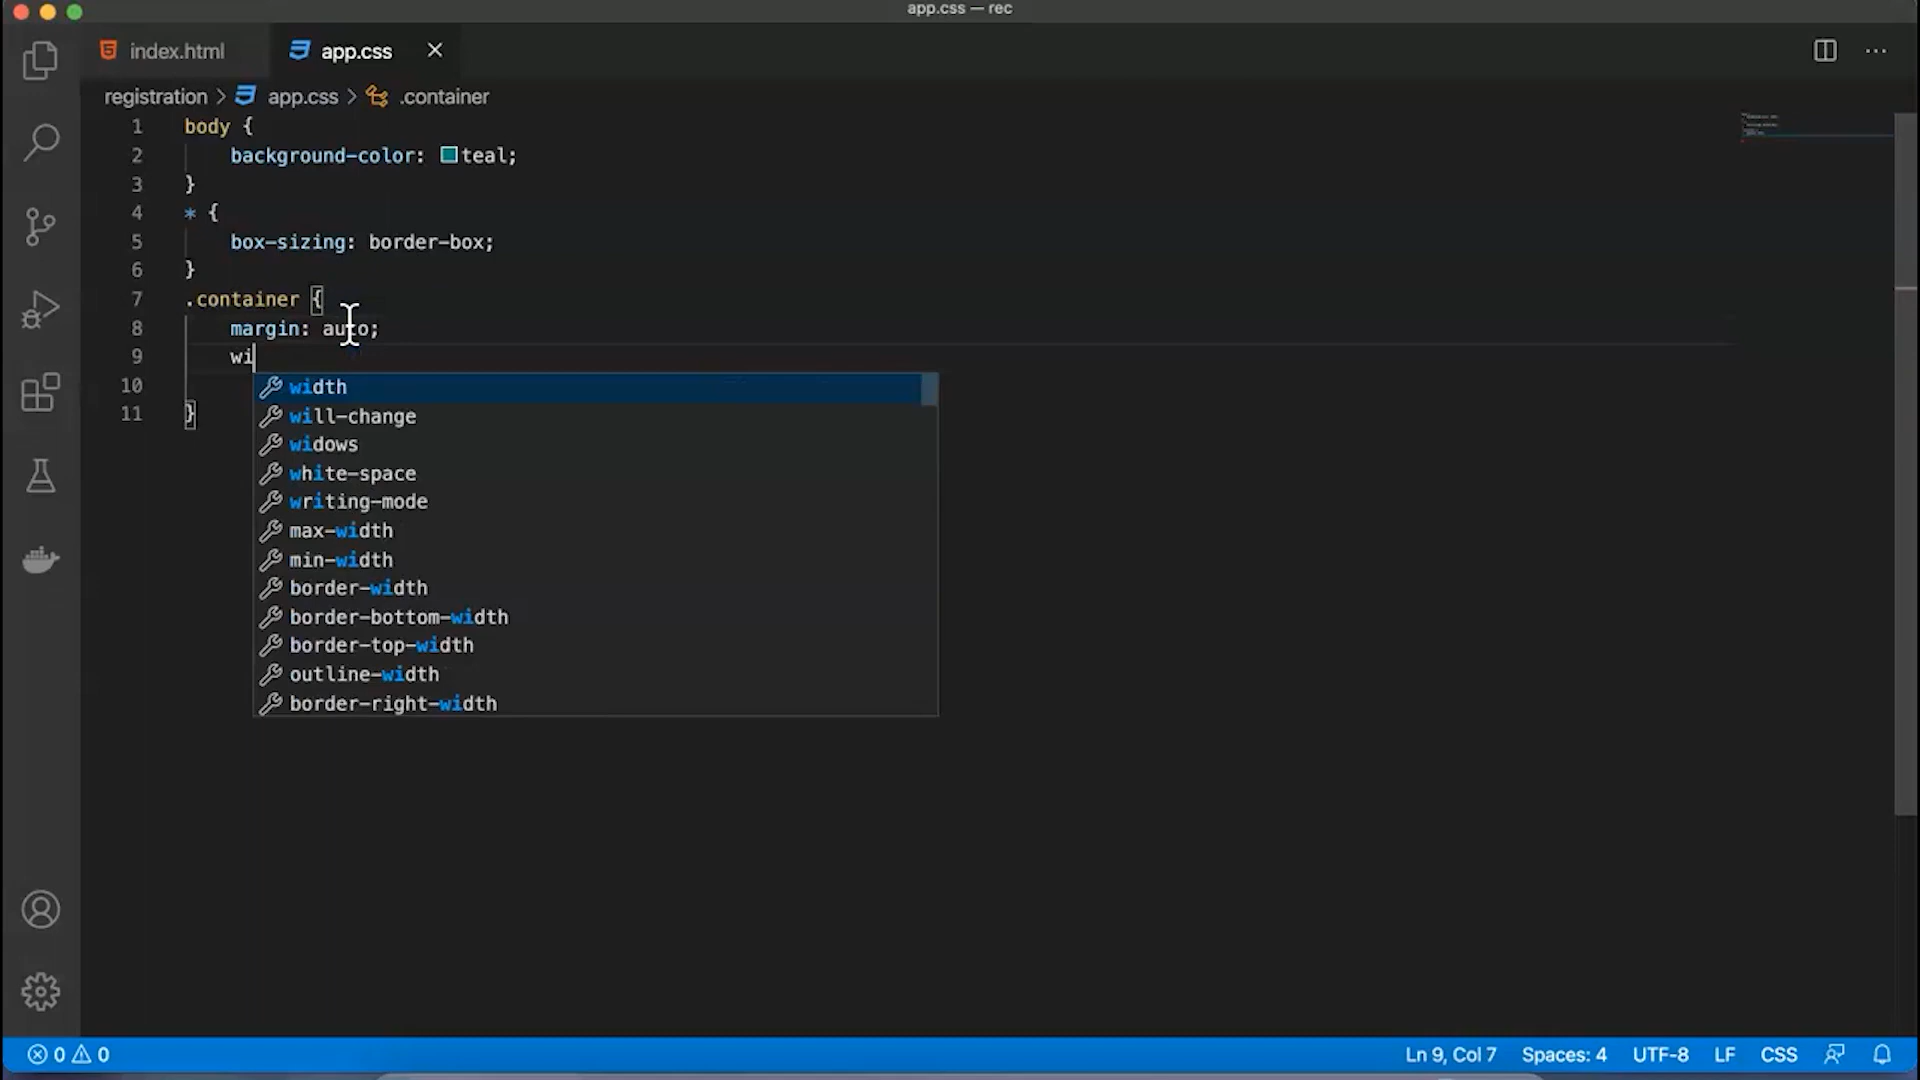 app.css — rec
index.html
app.css
registration > app.css > .container
1 body {
2 background-color: teal;
3 }
4 * {
5 box-sizing: border-box;
6 }
7 .container {
8 margin: auto;
9 wi
10
11 }
width
will-change
widows
white-space
writing-mode
max-width
min-width
border-width
border-bottom-width
border-top-width
outline-width
border-right-width
0 0
Ln 9, Col 7
Spaces: 4
UTF-8
LF
CSS